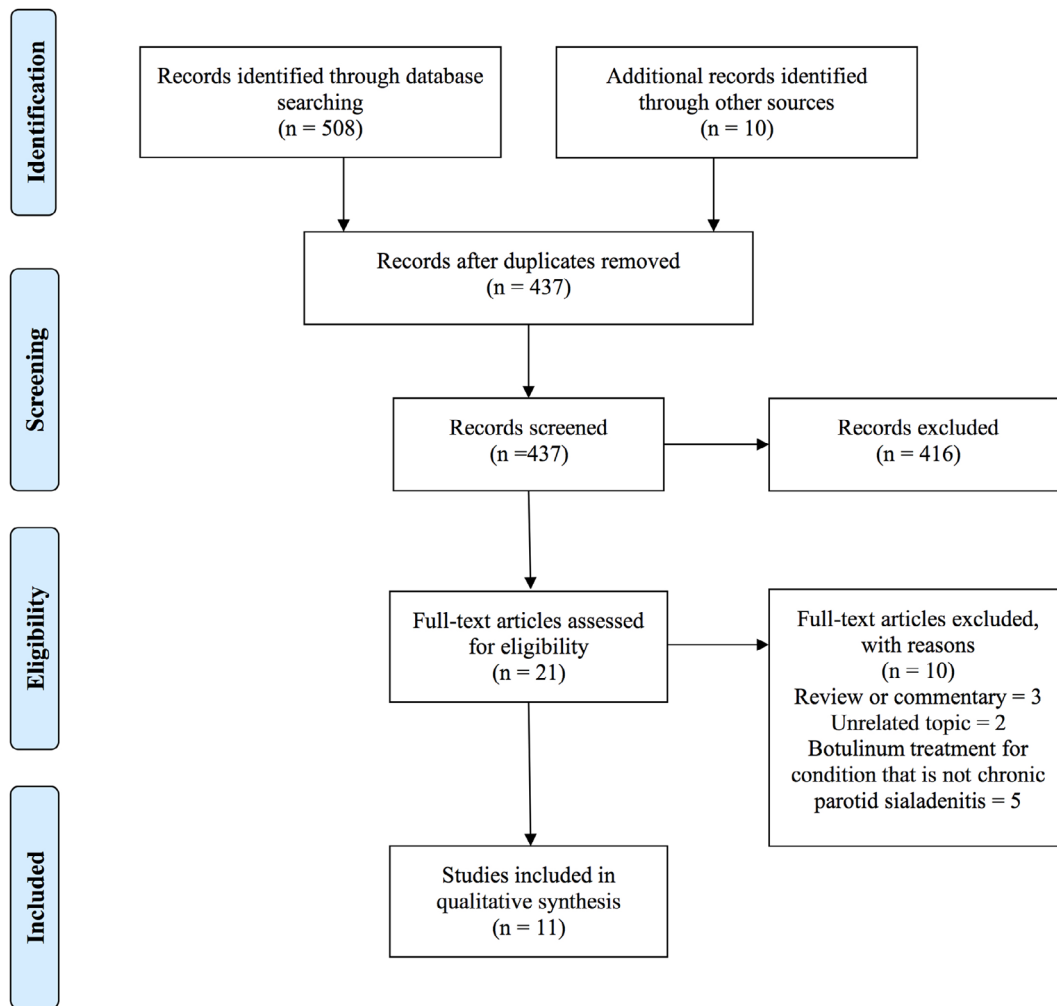 Identification
Records identified through database
searching
(n = 508)
Additional records identified
through other sources
(n = 10)
Records after duplicates removed
(n = 437)
Screening
Records screened
(n =437)
Records excluded
(n = 416)
Eligibility
Full-text articles assessed
for eligibility
(n = 21)
Full-text articles excluded,
with reasons
(n = 10)
Review or commentary = 3
Unrelated topic = 2
Botulinum treatment for
condition that is not chronic
parotid sialadenitis = 5
Included
Studies included in
qualitative synthesis
(n = 11)